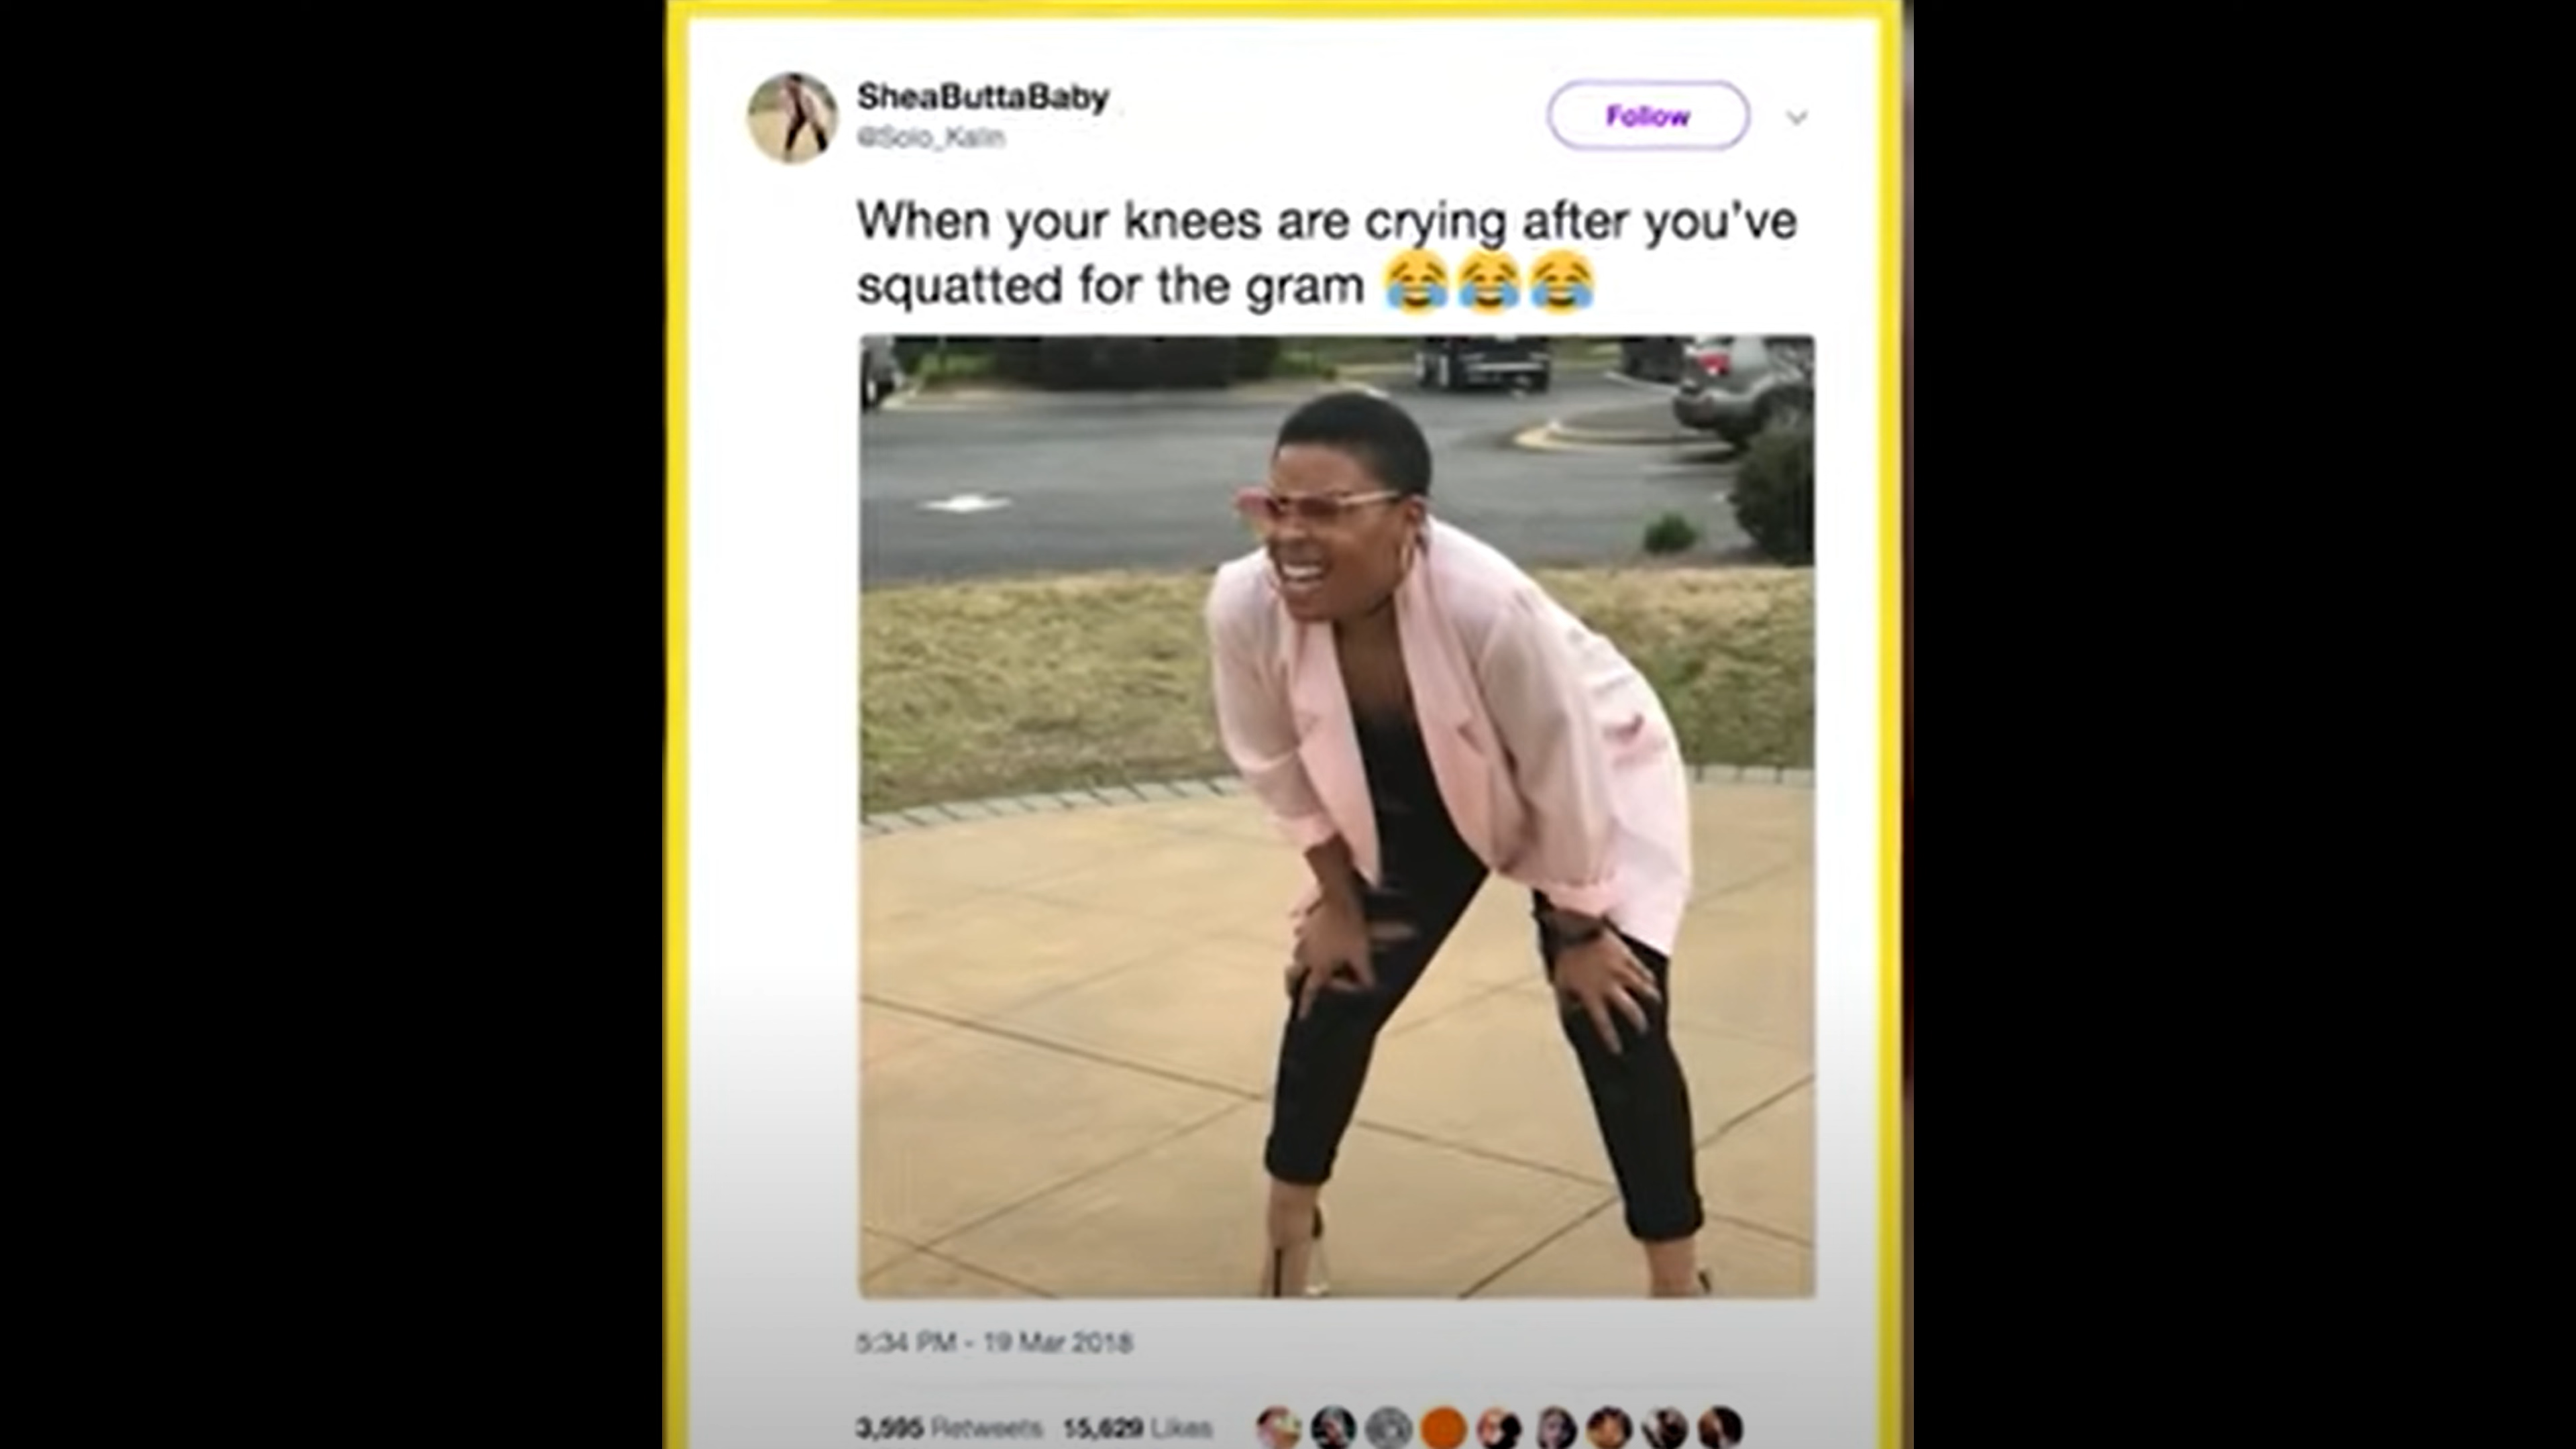 SheaButtaBaby
@Solo_Kalin
Follow
When your knees are crying after you've
squatted for the gram 😂😂😂
5:34 PM - 19 Mar 2018
3,595 Retweets 15,629 Likes